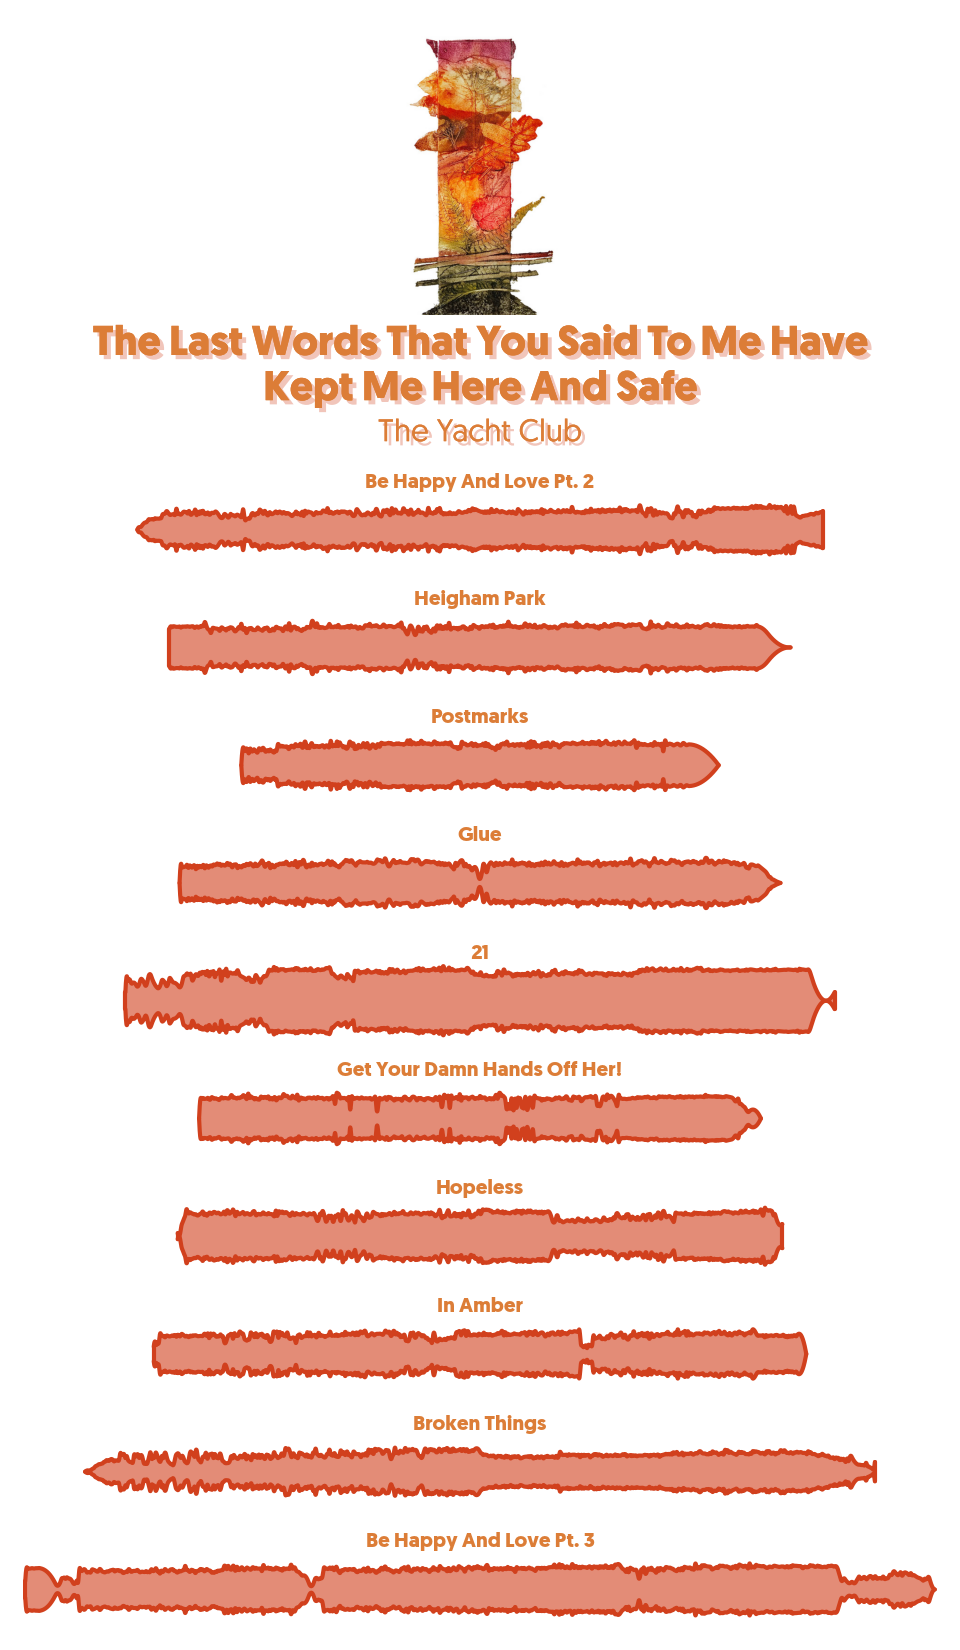 The Last Words That You Said To Me Have
Kept Me Here And Safe
The Yacht Club
Be Happy And Love Pt. 2
Heigham Park
Postmarks
Glue
21
Get Your Damn Hands Off Her!
Hopeless
In Amber
Broken Things
Be Happy And Love Pt. 3